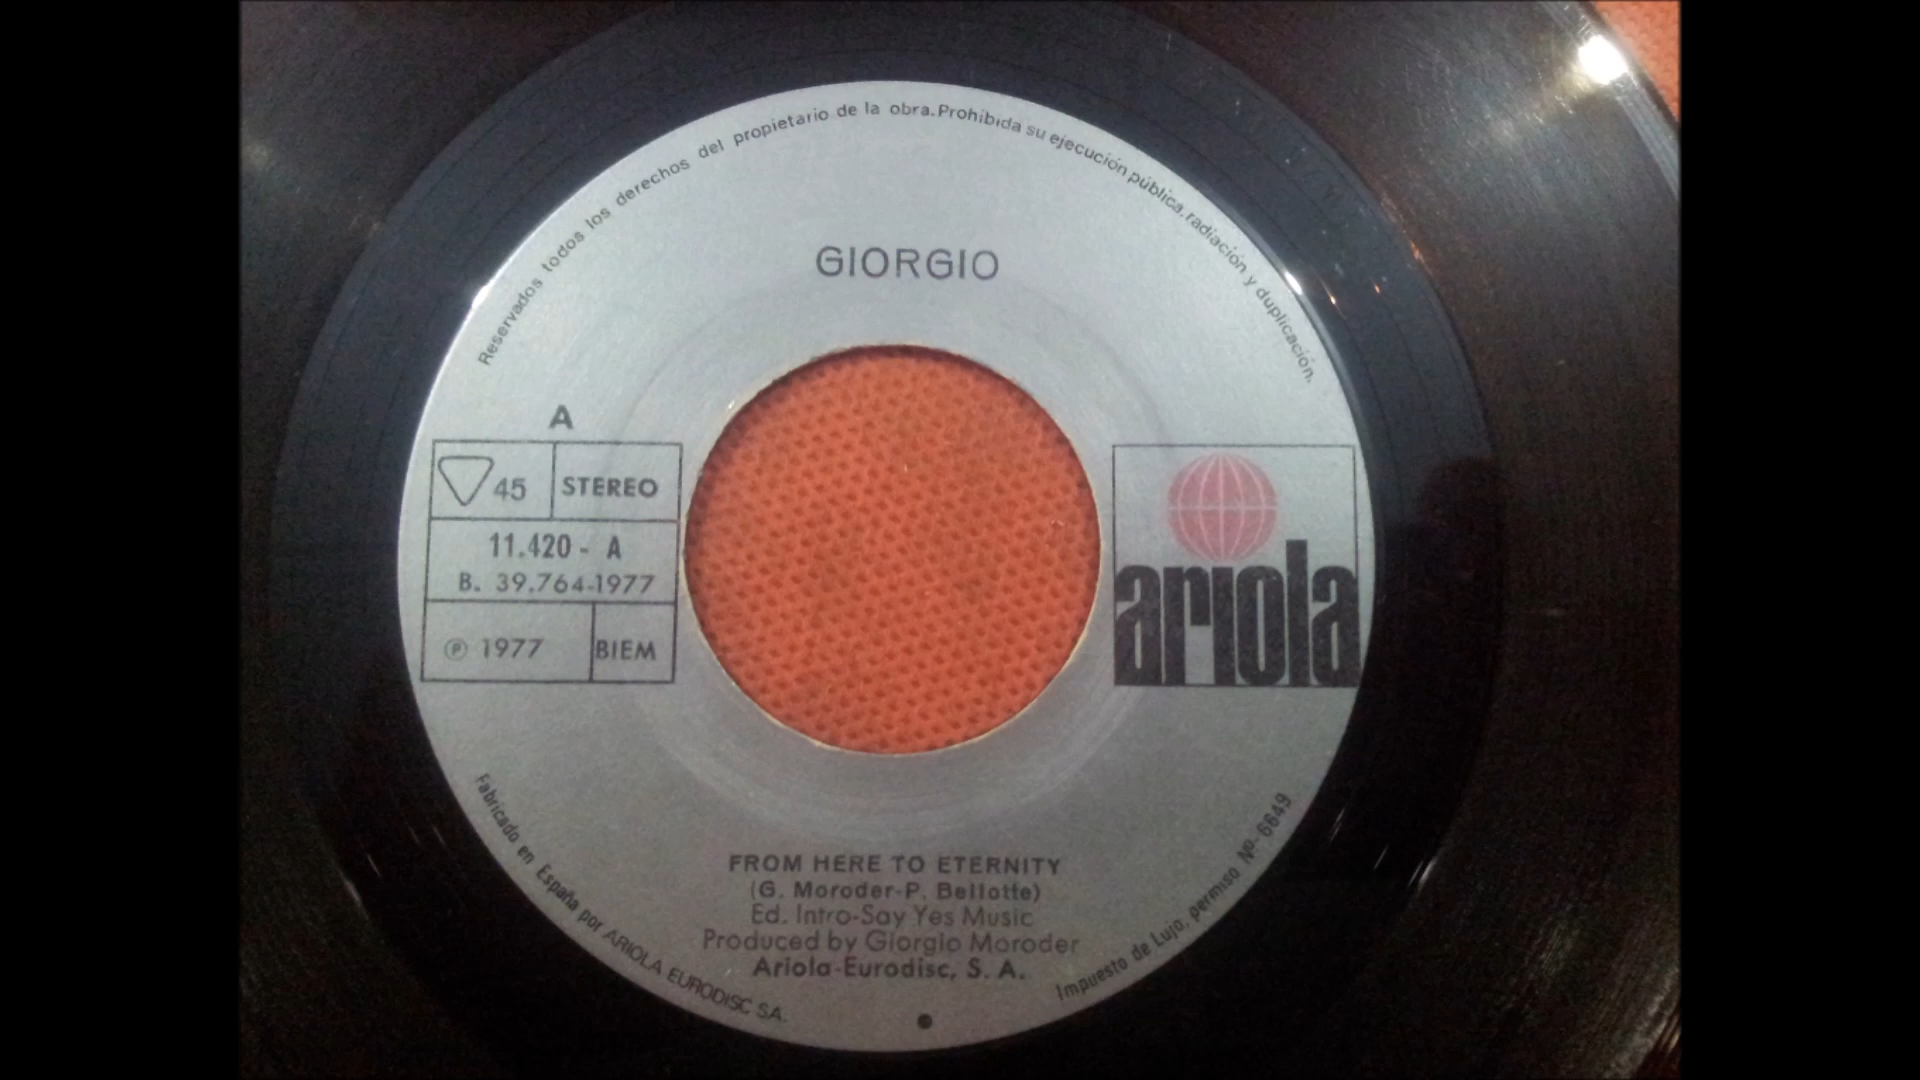 Reservados todos los derechos del propietario de la obra. Prohibida su ejecución pública, radiación y duplicación.
GIORGIO
A
45
STEREO
11.420 - A
B. 39.764-1977
℗ 1977
BIEM
ariola
FROM HERE TO ETERNITY
(G. Moroder-P. Bellotte)
Ed. Intro-Say Yes Music
Produced by Giorgio Moroder
Ariola-Eurodisc, S. A.
Fabricado en España por ARIOLA EURODISC SA.
Impuesto de Lujo, permiso Nº- 6649